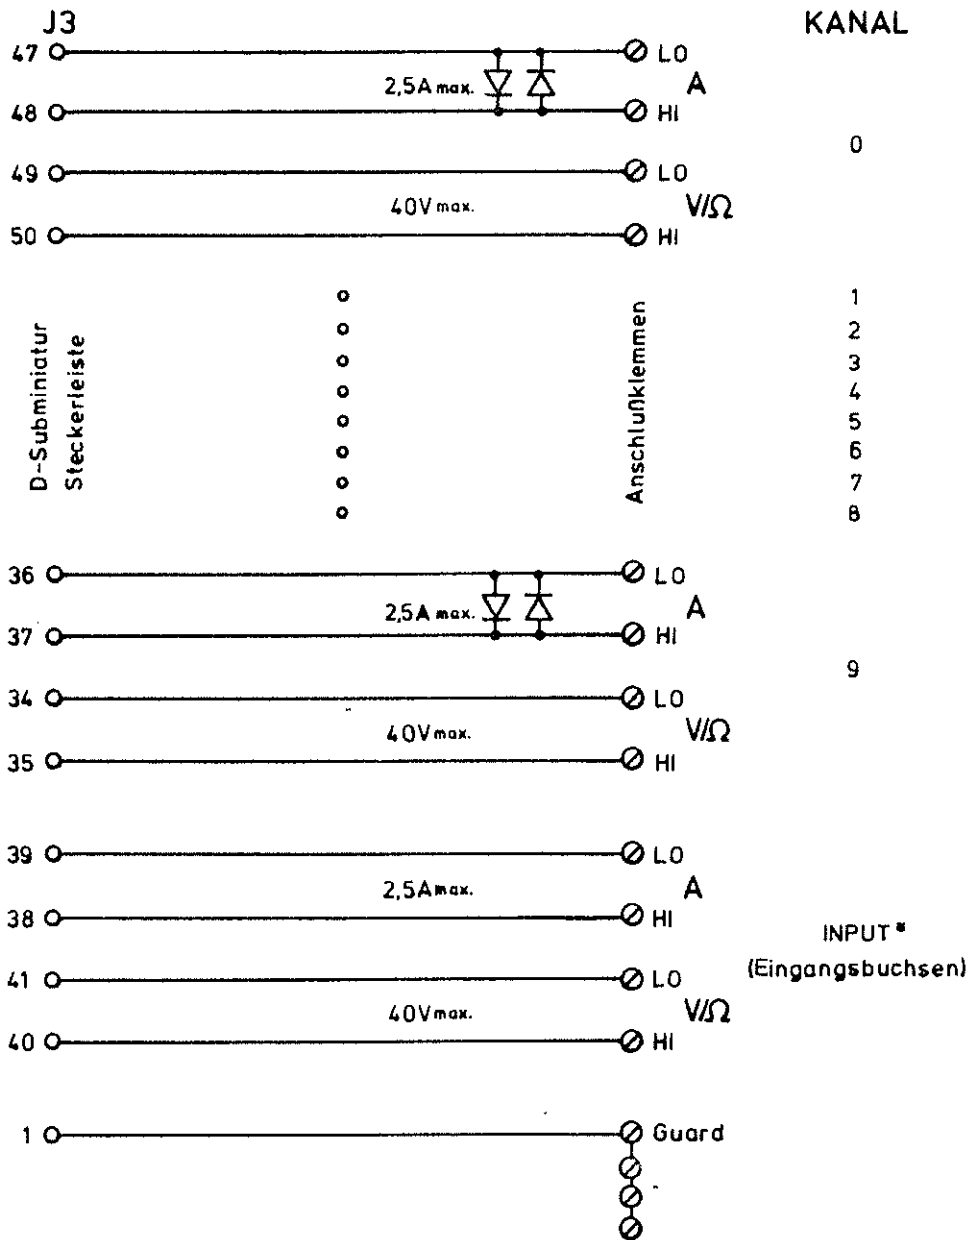 J3 KANAL
47 LO
2,5A max. A
48 HI
0
49 LO
40V max. V/Ω
50 HI
D-Subminiatur
Steckerleiste
Anschlußklemmen
1
2
3
4
5
6
7
8
36 LO
2,5A max. A
37 HI
9
34 LO
40V max. V/Ω
35 HI
39 LO
2,5A max. A
38 HI
INPUT *
(Eingangsbuchsen)
41 LO
40V max. V/Ω
40 HI
1 Guard